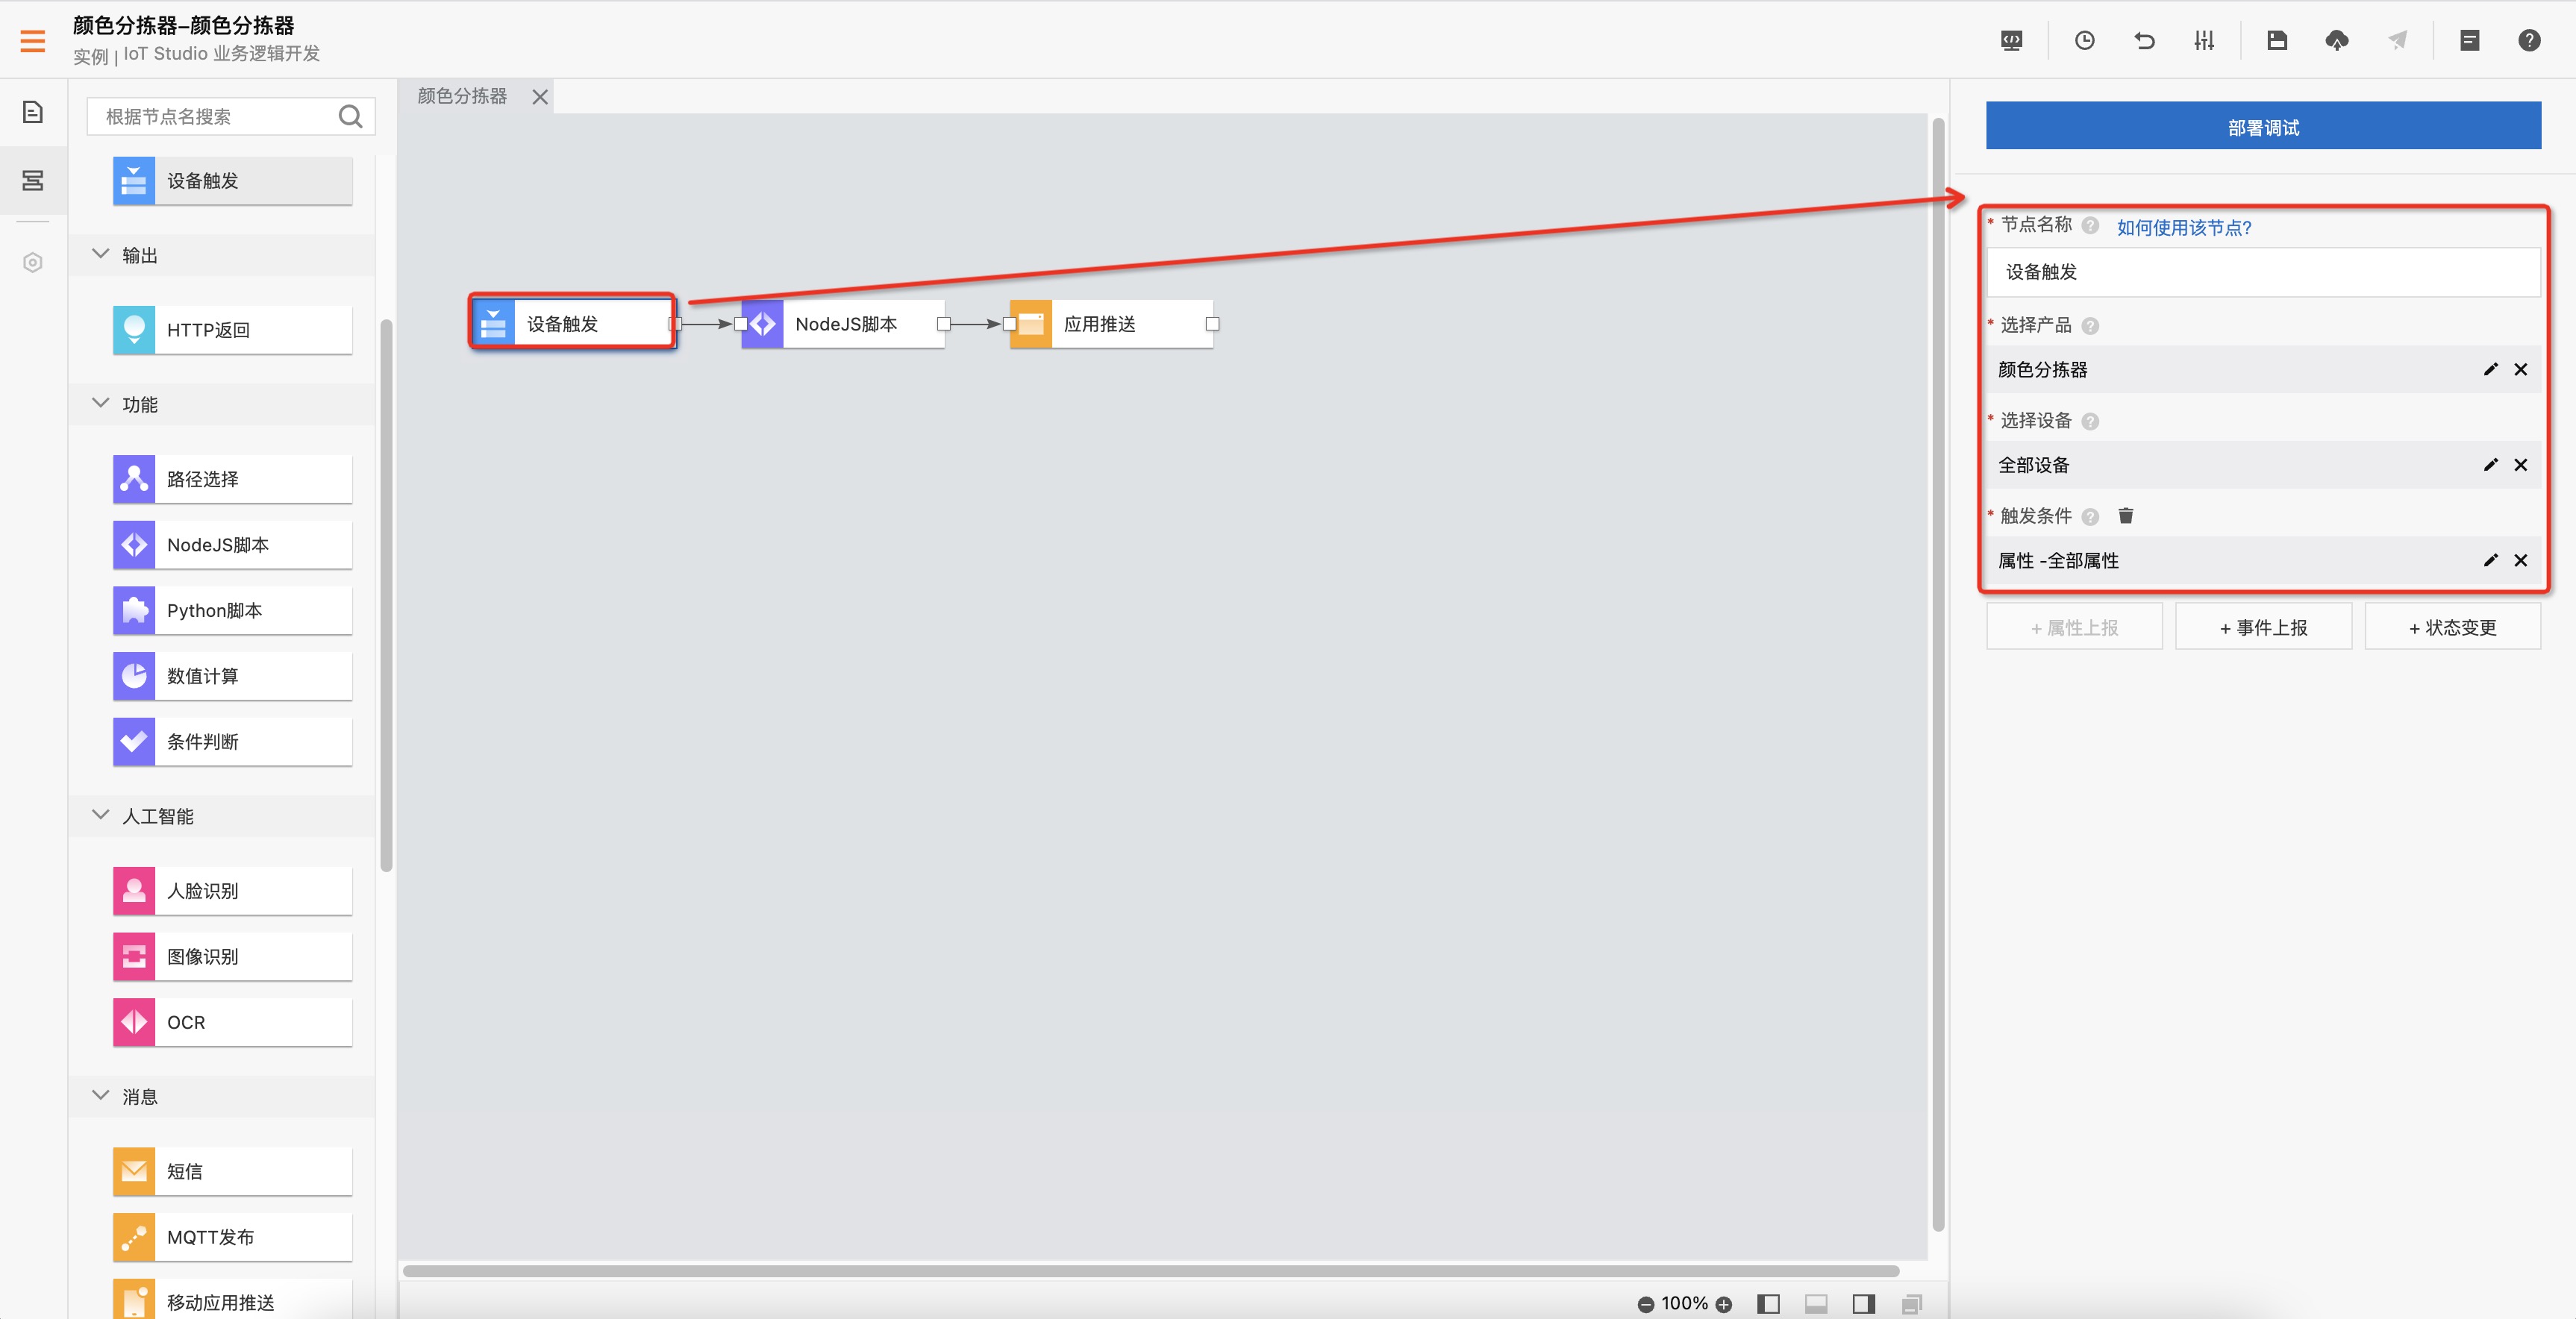 颜色分拣器-颜色分拣器
实例 | IoT Studio 业务逻辑开发
根据节点名搜索
设备触发
输出
HTTP返回
功能
路径选择
NodeJS脚本
Python脚本
数值计算
条件判断
人工智能
人脸识别
图像识别
OCR
消息
短信
MQTT发布
移动应用推送
颜色分拣器
设备触发
NodeJS脚本
应用推送
100%
部署调试
* 节点名称 ? 如何使用该节点?
设备触发
* 选择产品 ?
颜色分拣器
* 选择设备 ?
全部设备
* 触发条件 ?
属性 -全部属性
+ 属性上报
+ 事件上报
+ 状态变更